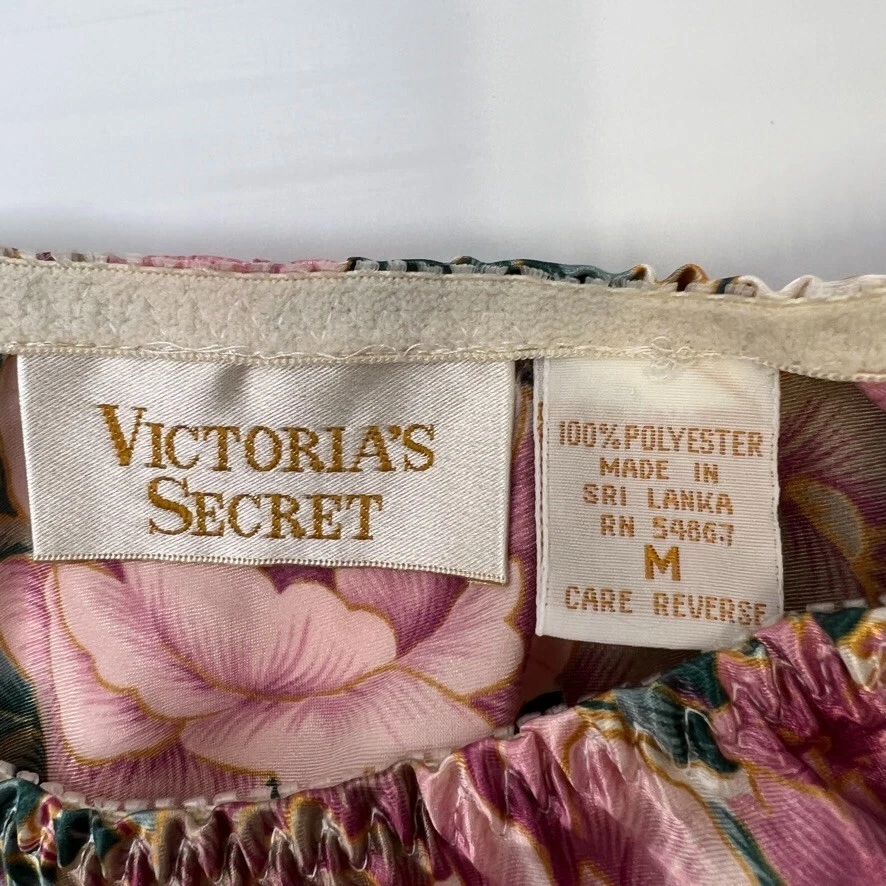 VICTORIA'S
SECRET
100% POLYESTER
MADE IN
SRI LANKA
RN 54867
M
CARE REVERSE